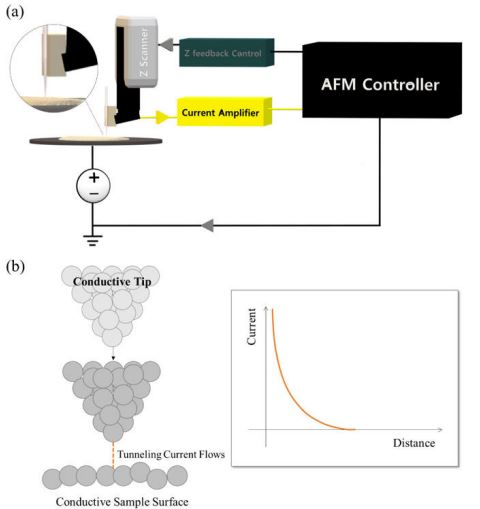 (a)
Z Scanner
Z feedback Control
AFM Controller
Current Amplifier
+
−
(b)
Conductive Tip
Tunneling Current Flows
Conductive Sample Surface
Current
Distance